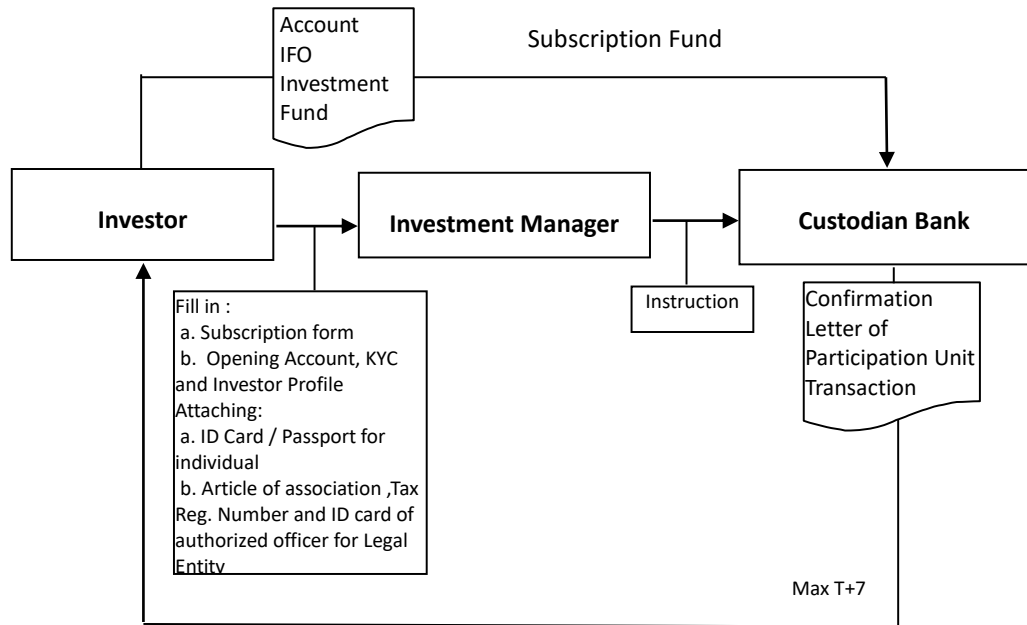 Account
IFO
Investment
Fund
Subscription Fund
Investor
Investment Manager
Custodian Bank
Fill in :
a. Subscription form
b. Opening Account, KYC
and Investor Profile
Attaching:
a. ID Card / Passport for
individual
b. Article of association ,Tax
Reg. Number and ID card of
authorized officer for Legal
Entity
Instruction
Confirmation
Letter of
Participation Unit
Transaction
Max T+7